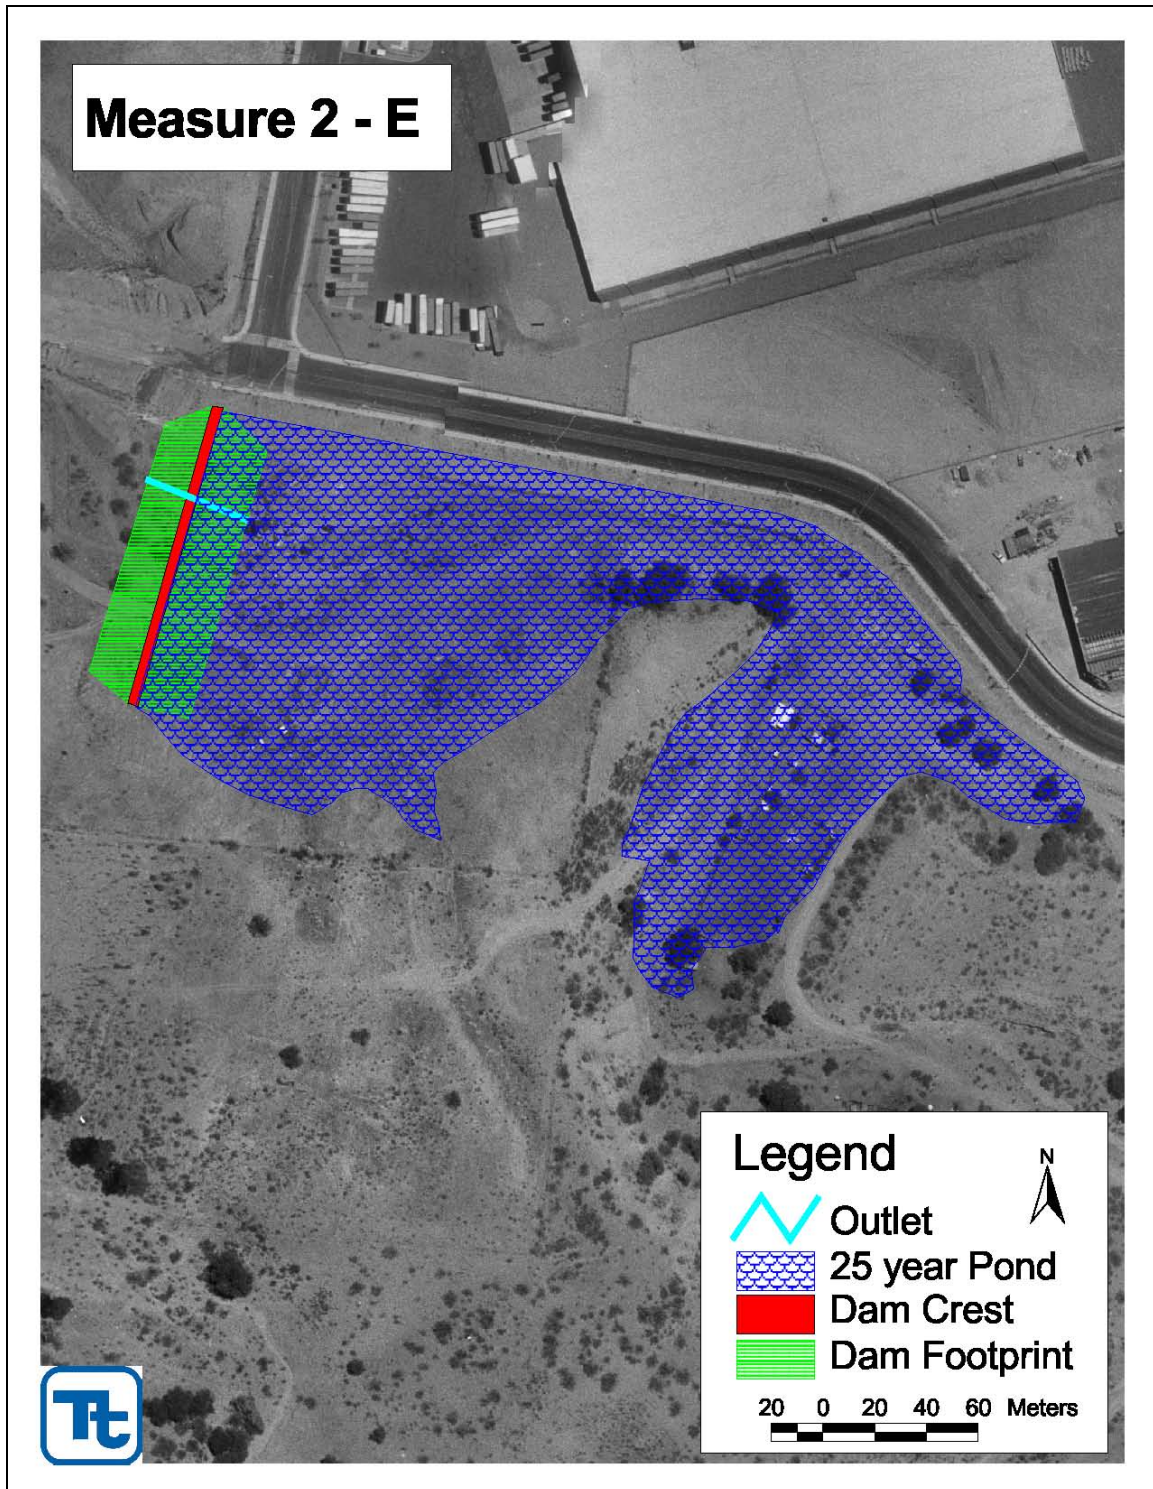 Measure 2 - E
Legend
N
Outlet
25 year Pond
Dam Crest
Dam Footprint
20 0 20 40 60 Meters
Tt